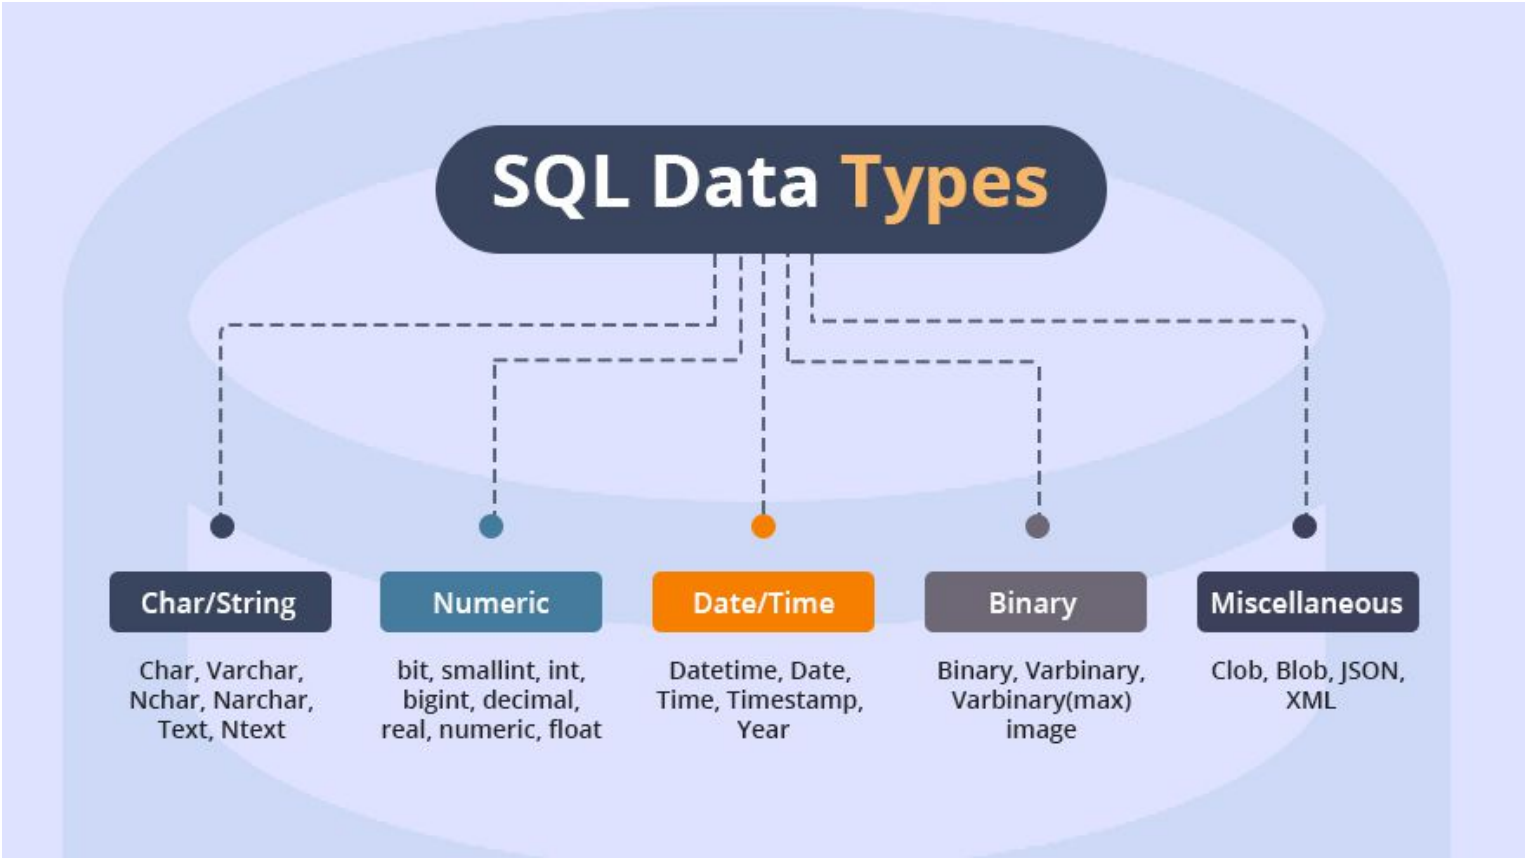 SQL Data Types
Char/String
Char, Varchar,
Nchar, Narchar,
Text, Ntext
Numeric
bit, smallint, int,
bigint, decimal,
real, numeric, float
Date/Time
Datetime, Date,
Time, Timestamp,
Year
Binary
Binary, Varbinary,
Varbinary(max)
image
Miscellaneous
Clob, Blob, JSON,
XML